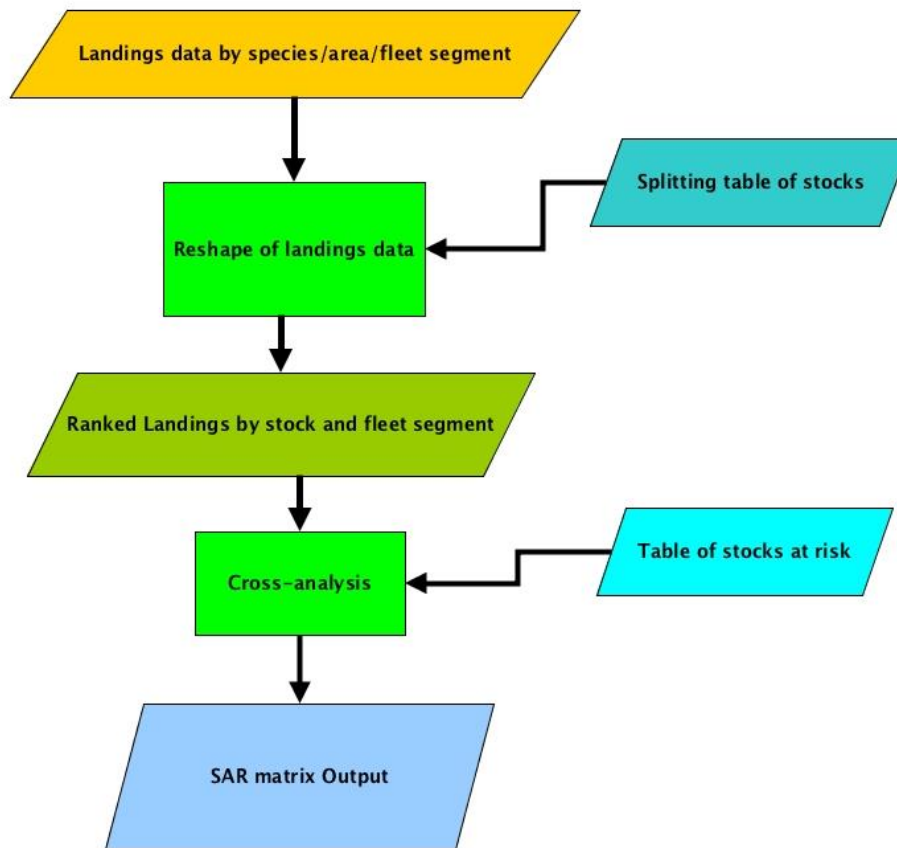 Landings data by species/area/fleet segment
Splitting table of stocks
Reshape of landings data
Ranked Landings by stock and fleet segment
Table of stocks at risk
Cross-analysis
SAR matrix Output